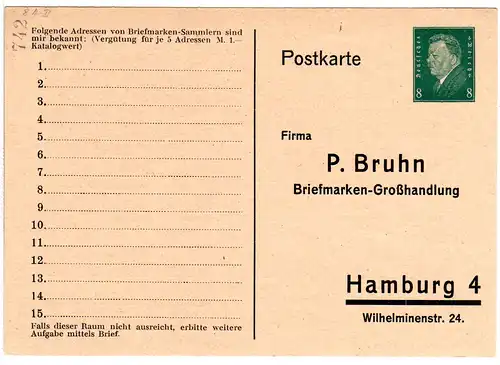 742
Folgende Adressen von Briefmarken-Sammlern sind
mir bekannt: (Vergütung für je 5 Adressen M. 1.—
Katalogwert)
1.
2.
3.
4.
5.
6.
7.
8.
9.
10.
11.
12.
13.
14.
15.
Falls dieser Raum nicht ausreicht, erbitte weitere
Aufgabe mittels Brief.
Postkarte
Deutsches Reich
8 8
Firma
P. Bruhn
Briefmarken-Großhandlung
Hamburg 4
Wilhelminenstr. 24.